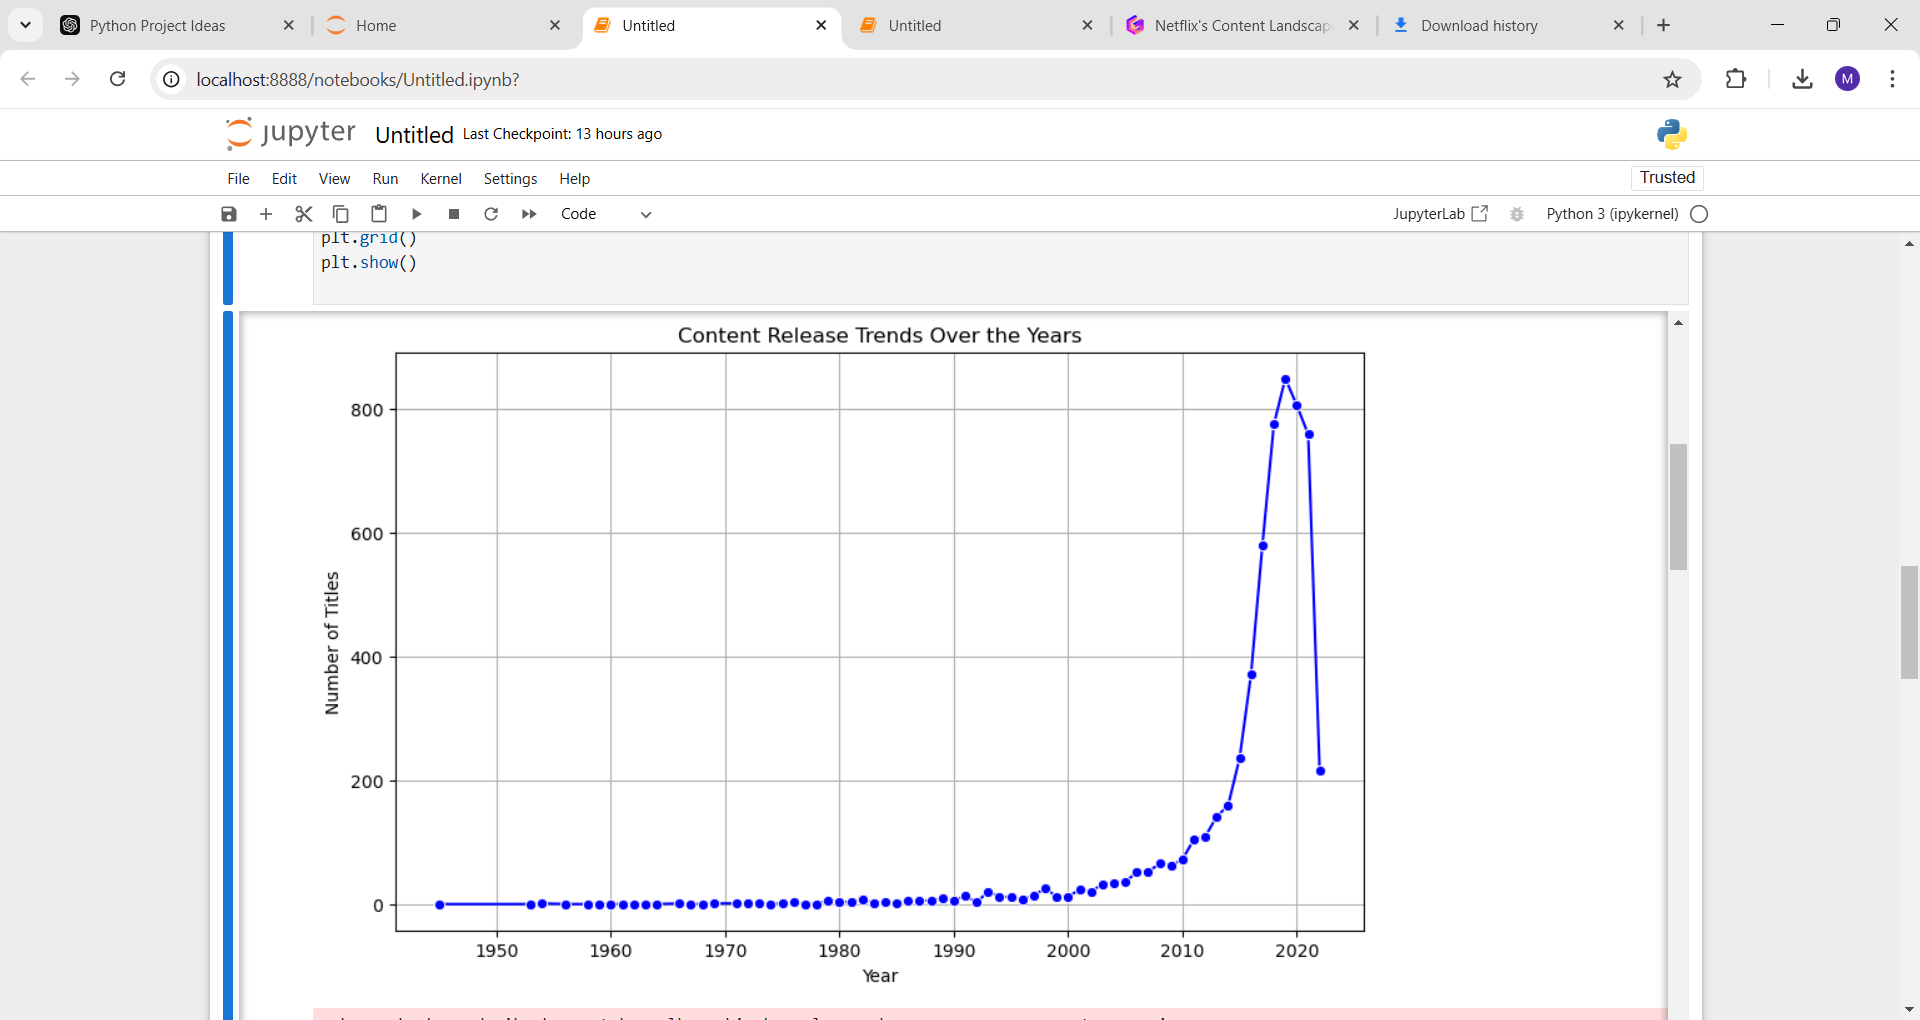 Python Project Ideas
Home
Untitled
Untitled
Netflix's Content Landscap
Download history
localhost:8888/notebooks/Untitled.ipynb?
M
jupyter Untitled Last Checkpoint: 13 hours ago
File Edit View Run Kernel Settings Help
Trusted
Code
JupyterLab
Python 3 (ipykernel)
plt.grid()
plt.show()
Content Release Trends Over the Years
800
600
400
200
0
Number of Titles
1950 1960 1970 1980 1990 2000 2010 2020
Year